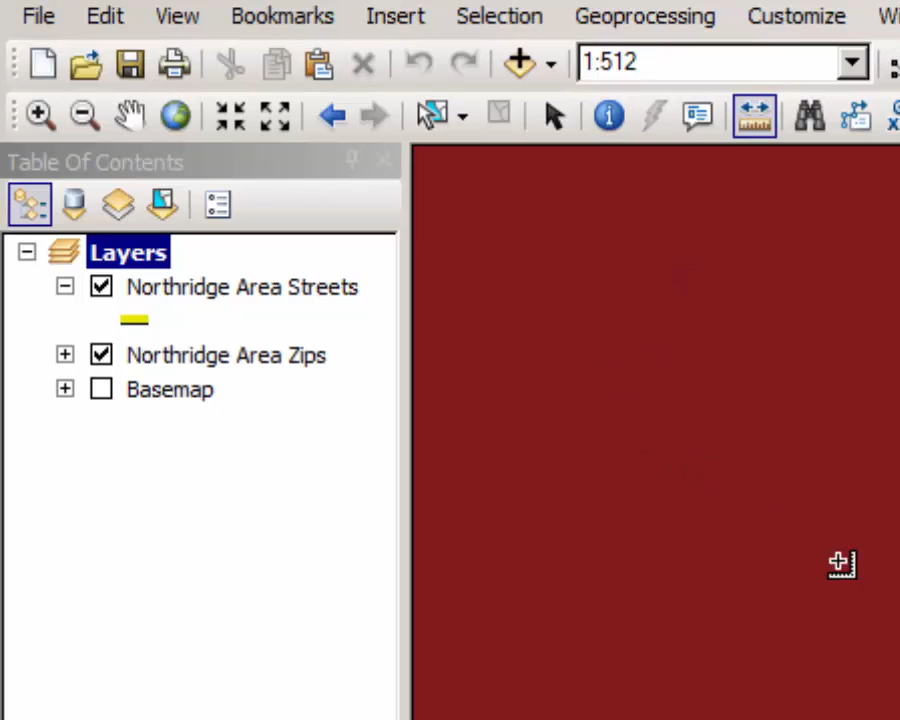 File Edit View Bookmarks Insert Selection Geoprocessing Customize Wi
1:512
Table Of Contents
Layers
Northridge Area Streets
Northridge Area Zips
Basemap